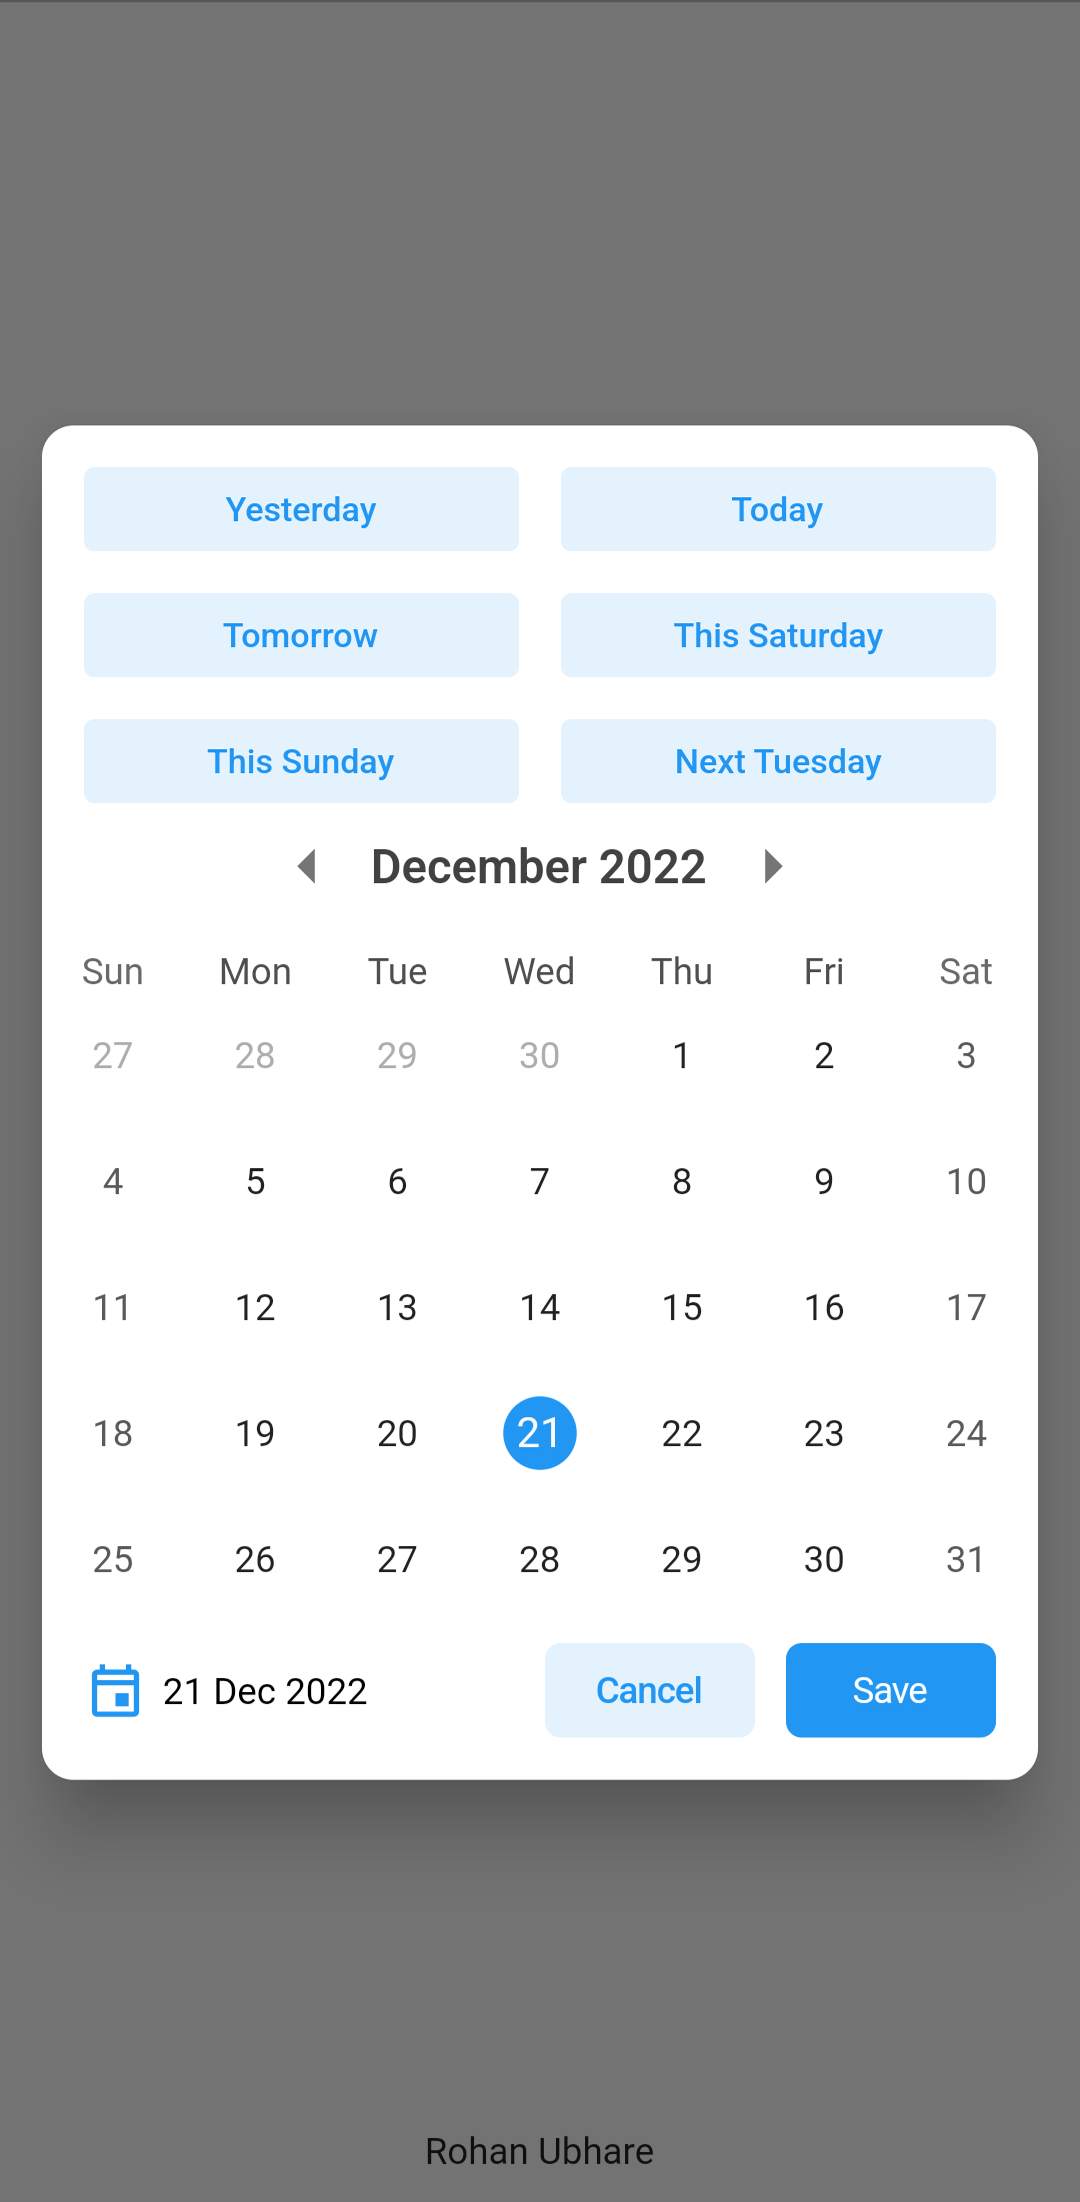 Yesterday Today
Tomorrow This Saturday
This Sunday Next Tuesday
December 2022
Sun Mon Tue Wed Thu Fri Sat
27 28 29 30 1 2 3
4 5 6 7 8 9 10
11 12 13 14 15 16 17
18 19 20 21 22 23 24
25 26 27 28 29 30 31
21 Dec 2022 Cancel Save
Rohan Ubhare